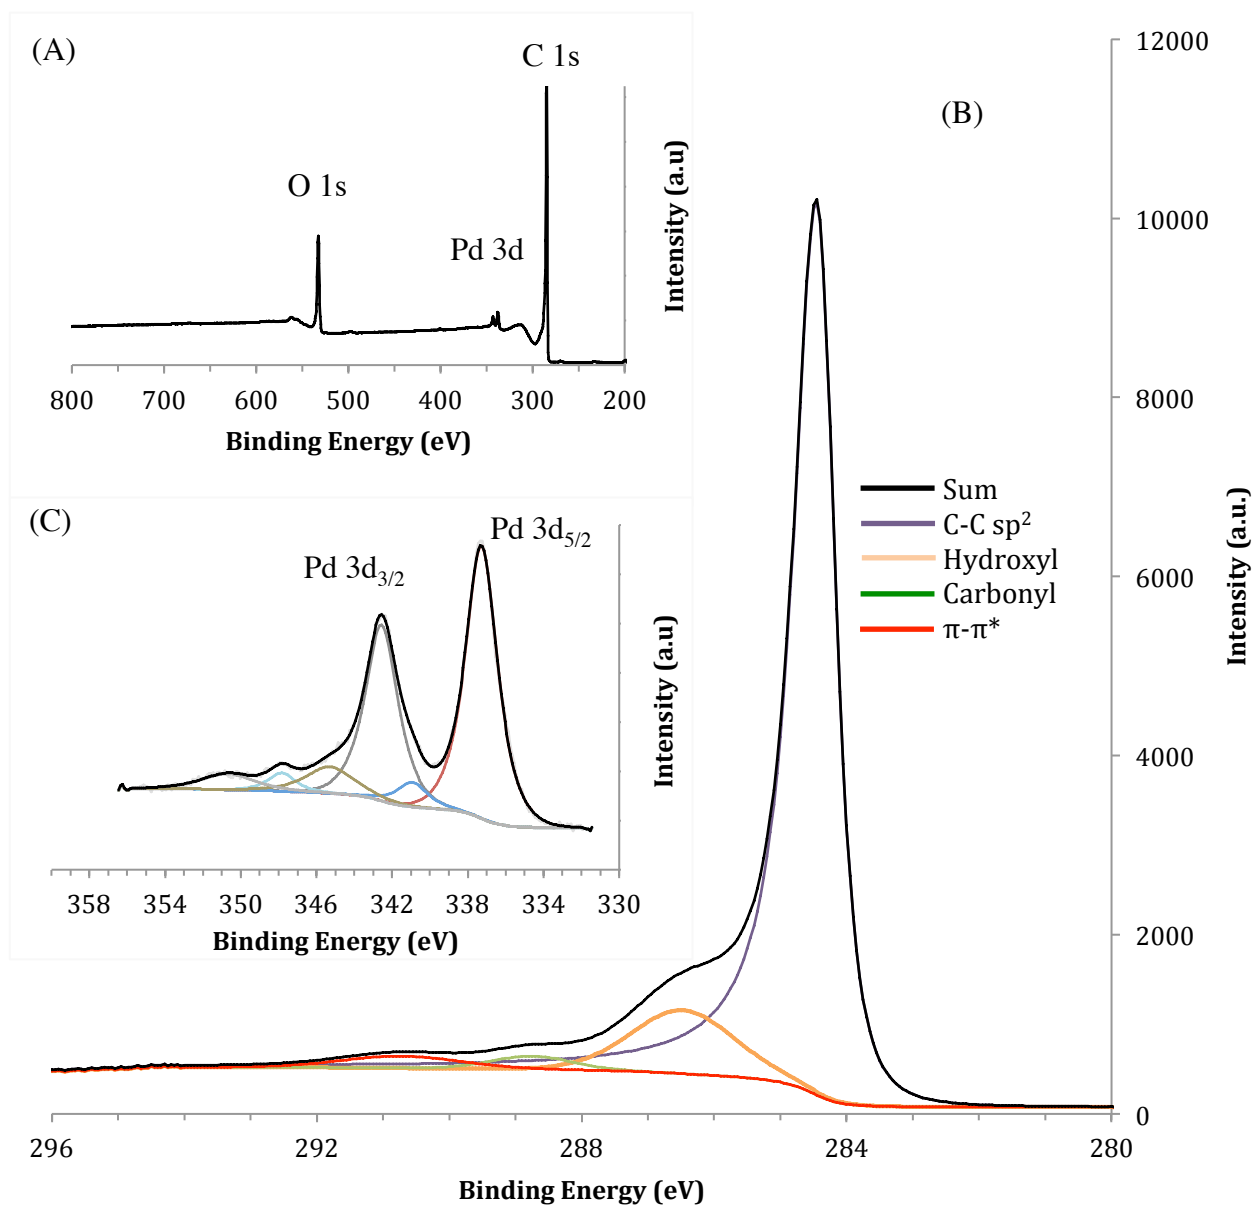 (A)
C 1s
O 1s
Pd 3d
Intensity (a.u)
800 700 600 500 400 300 200
Binding Energy (eV)
(B)
12000
10000
8000
6000
4000
2000
0
Intensity (a.u.)
Sum
C-C sp²
Hydroxyl
Carbonyl
π-π*
(C)
Pd 3d₅/₂
Pd 3d₃/₂
Intensity (a.u)
358 354 350 346 342 338 334 330
Binding Energy (eV)
296 292 288 284 280
Binding Energy (eV)